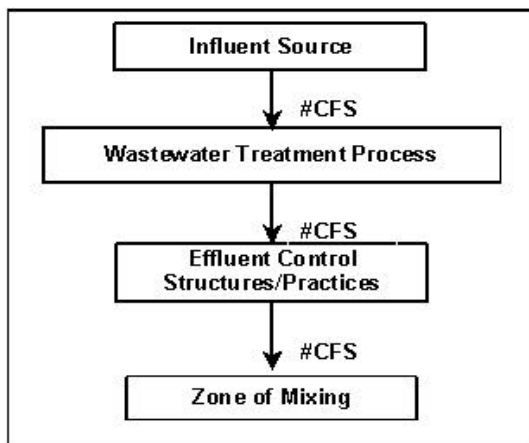 Influent Source
#CFS
Wastewater Treatment Process
#CFS
Effluent Control
Structures/Practices
#CFS
Zone of Mixing